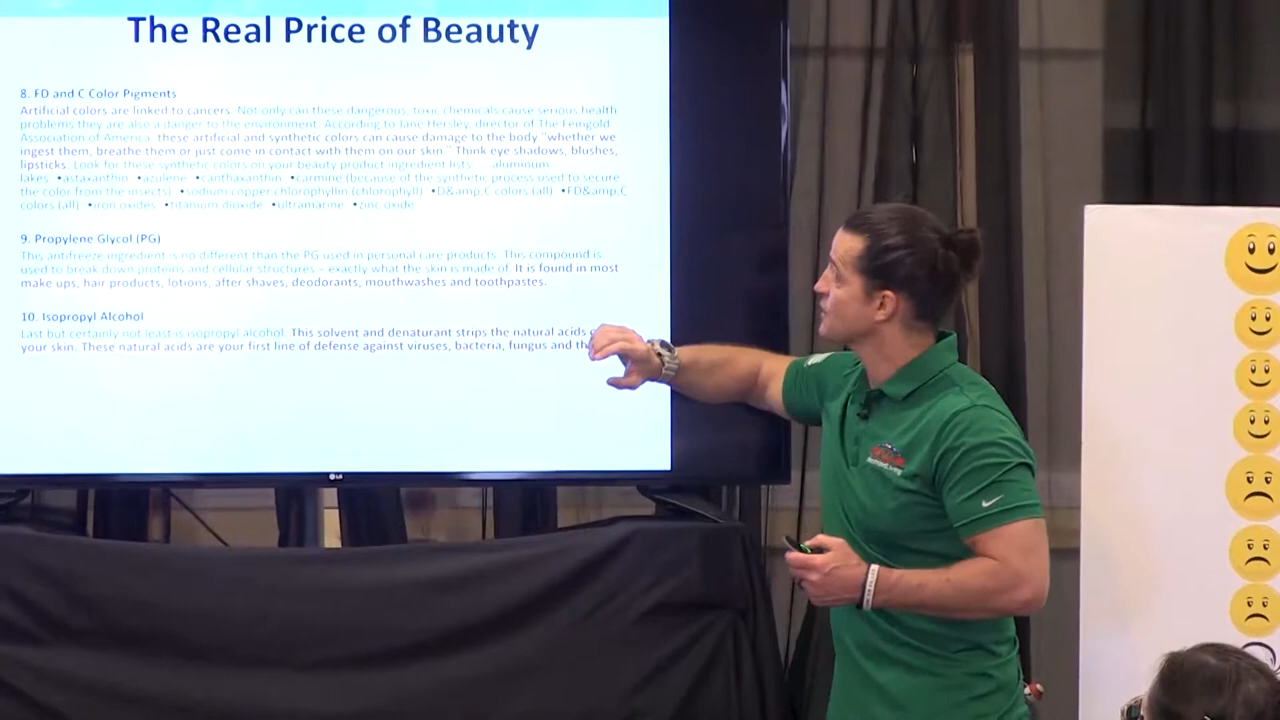 The Real Price of Beauty
8. FD and C Color Pigments
Artificial colors are linked to cancers. Not only can these dangerous, toxic chemicals cause serious health
problems they are also a danger to the environment. According to Jane Hersley, director of The Feingold
Association of America, these artificial and synthetic colors can cause damage to the body "whether we
ingest them, breathe them or just come in contact with them on our skin." Think eye shadows, blushes,
lipsticks. Look for these synthetic colors on your beauty product ingredient lists: aluminum
lakes •astaxanthin •azulene •canthaxanthin •carmine (because of the synthetic process used to secure
the color from the insects) •sodium copper chlorophyllin (chlorophyll) •D&amp;C colors (all) •FD&amp;C
colors (all) •iron oxides •titanium dioxide •ultramarine •zinc oxide
9. Propylene Glycol (PG)
This antifreeze ingredient is no different than the PG used in personal care products. This compound is
used to break down proteins and cellular structures – exactly what the skin is made of. It is found in most
make ups, hair products, lotions, after shaves, deodorants, mouthwashes and toothpastes.
10. Isopropyl Alcohol
Last but certainly not least is isopropyl alcohol. This solvent and denaturant strips the natural acids
your skin. These natural acids are your first line of defense against viruses, bacteria, fungus and
LG